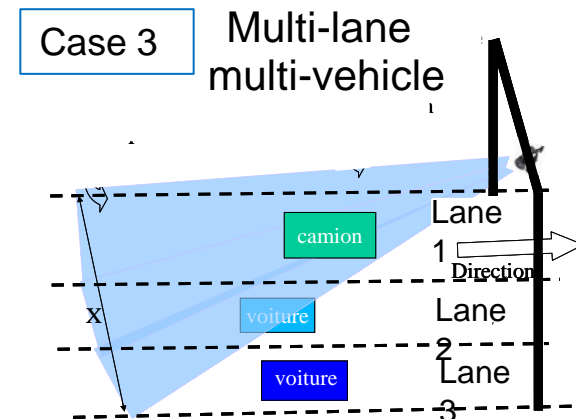 Case 3
Multi-lane
multi-vehicle
camion
Lane
1
Direction
voiture
X
Lane
2
voiture
Lane
3